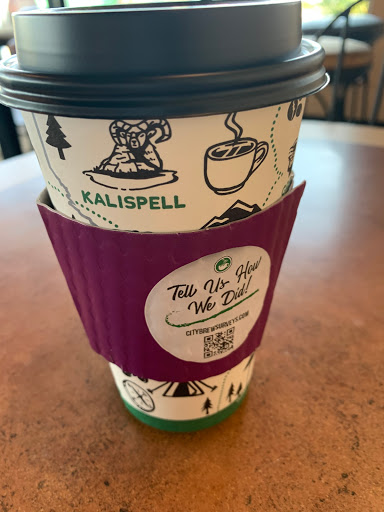 KALISPELL
Tell Us How
We Did!
CITYBREWSURVEYS.COM